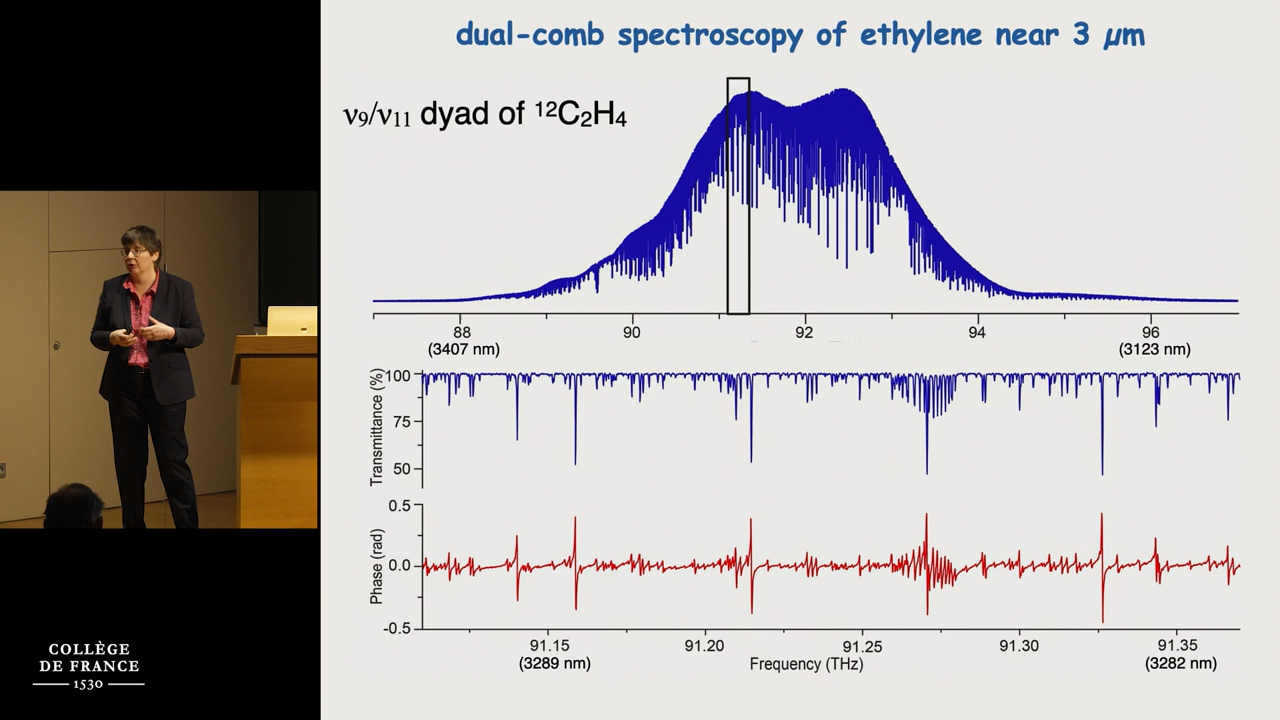 dual-comb spectroscopy of ethylene near 3 µm
ν₉/ν₁₁ dyad of ¹²C₂H₄
88 90 92 94 96
(3407 nm) (3123 nm)
Transmittance (%)
100
75
50
Phase (rad)
0.5
0.0
-0.5
91.15 91.20 91.25 91.30 91.35
(3289 nm) Frequency (THz) (3282 nm)
COLLÈGE
DE FRANCE
1530